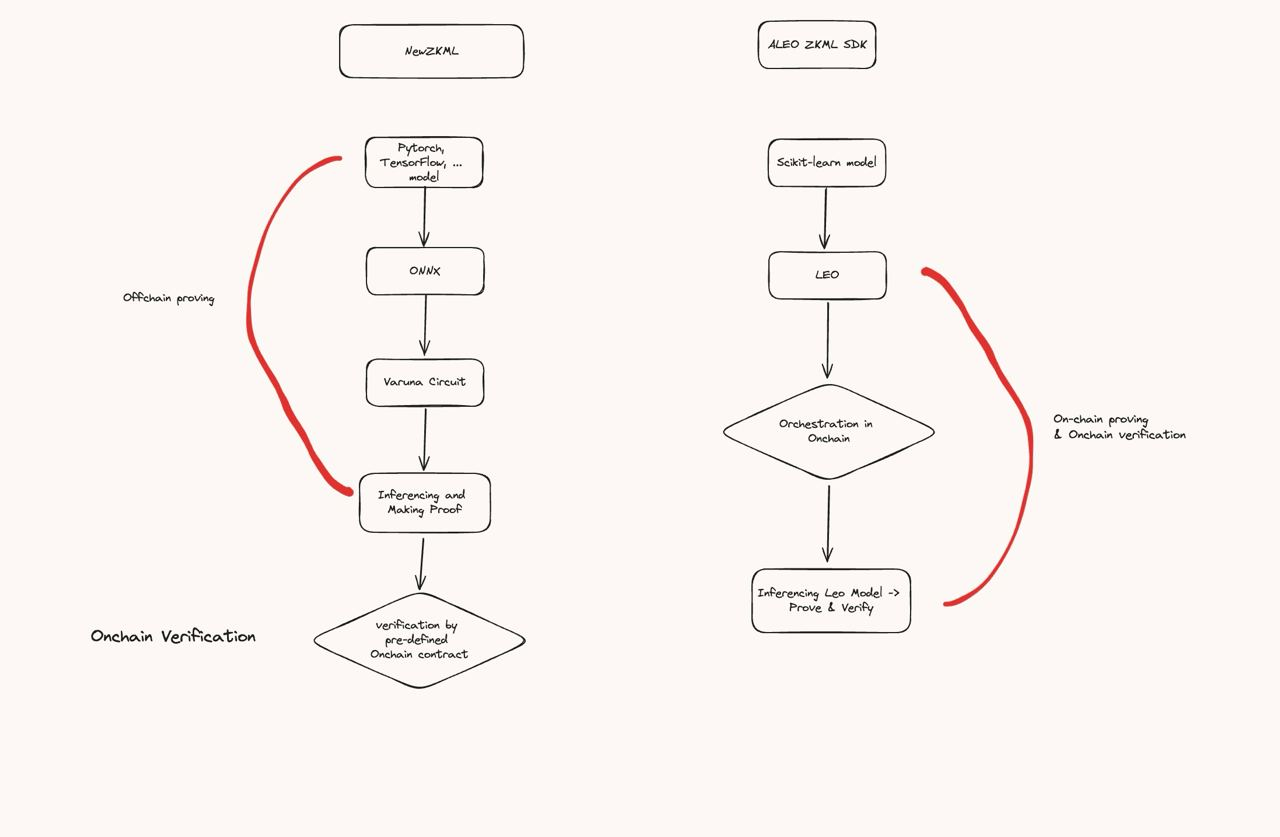 NewZKML
Pytorch,
TensorFlow, ...
model
ONNX
Offchain proving
Varuna Circuit
Inferencing and
Making Proof
Onchain Verification
verification by
pre-defined
Onchain contract
ALEO ZKML SDK
Scikit-learn model
LEO
Orchestration in
Onchain
On-chain proving
& Onchain verification
Inferencing Leo Model ->
Prove & Verify